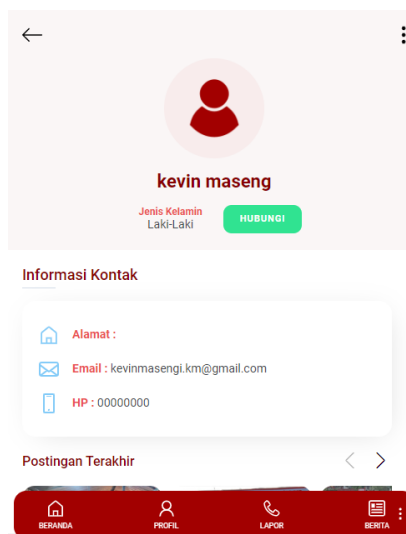 kevin maseng
Jenis Kelamin
Laki-Laki
HUBUNGI
Informasi Kontak
Alamat :
Email : kevinmasengi.km@gmail.com
HP : 00000000
Postingan Terakhir
BERANDA
PROFIL
LAPOR
BERITA